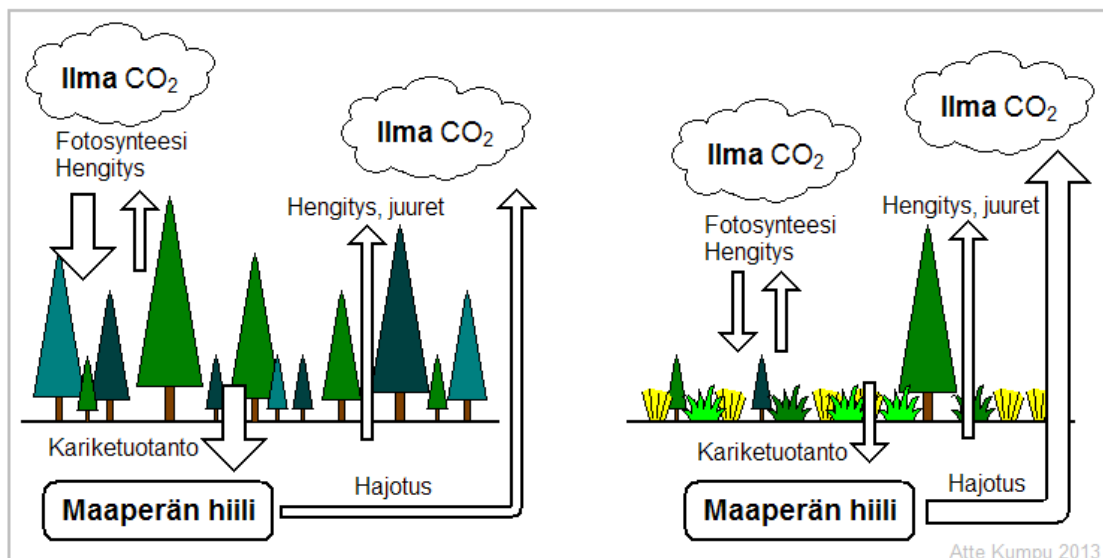 Ilma CO₂
Fotosynteesi
Hengitys
Ilma CO₂
Hengitys, juuret
Kariketuotanto
Maaperän hiili
Hajotus
Ilma CO₂
Ilma CO₂
Fotosynteesi
Hengitys
Hengitys, juuret
Kariketuotanto
Maaperän hiili
Hajotus
Atte Kumpu 2013